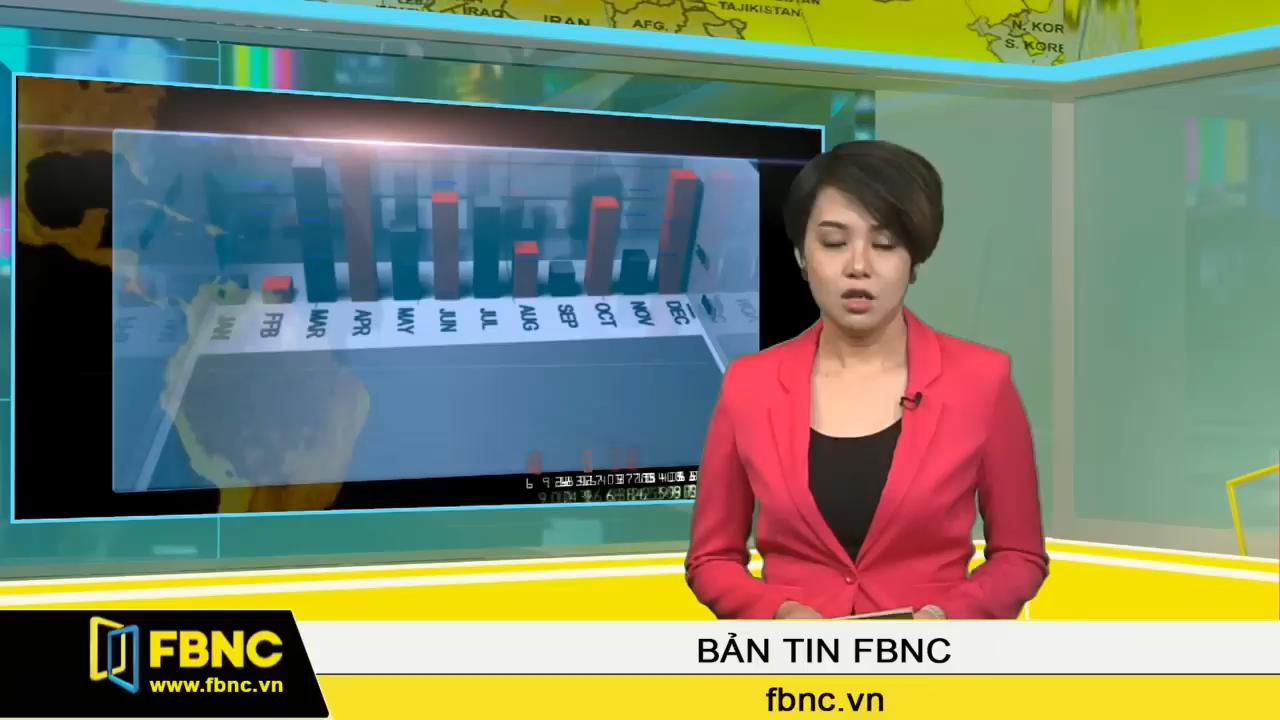 IRAQ
IRAN
AFG.
TAJIKISTAN
N. KOR
S. KORE
JAN
FEB
MAR
APR
MAY
JUN
JUL
AUG
SEP
OCT
NOV
DEC
FBNC
www.fbnc.vn
BẢN TIN FBNC
fbnc.vn